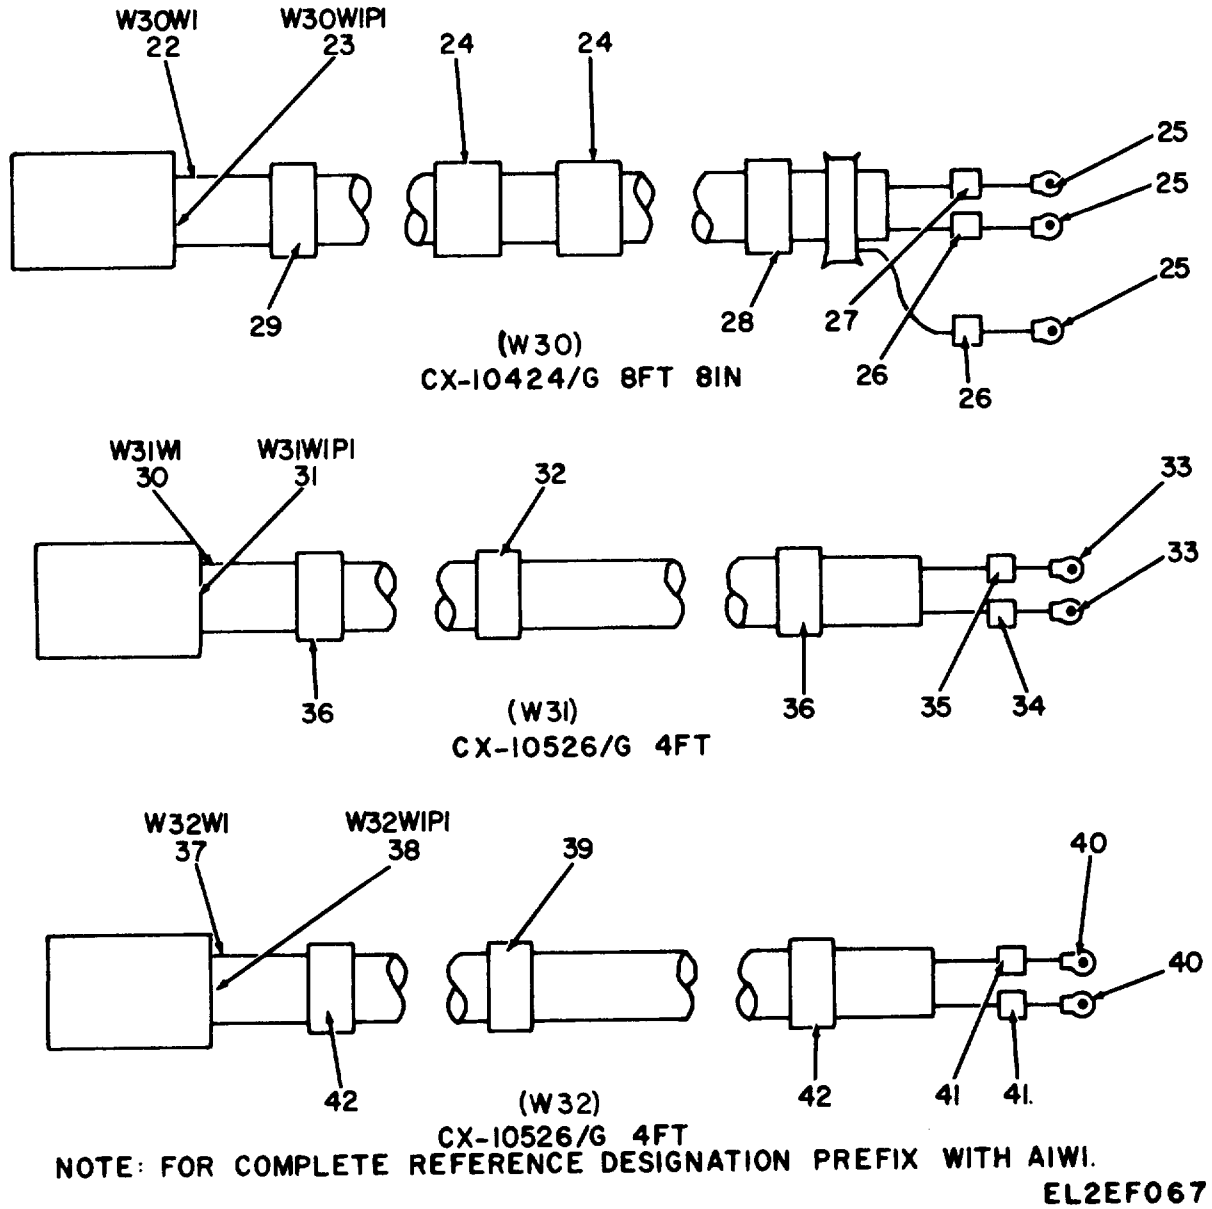 W30W1 W30W1P1
22 23 24 24
25
25
25
29 28 27
26 26
(W30)
CX-10424/G 8FT 8IN
W31W1 W31W1P1
30 31 32 33
33
36 36 35 34
(W31)
CX-10526/G 4FT
W32W1 W32W1P1
37 38 39 40
40
42 42 41 41.
(W32)
CX-10526/G 4FT
NOTE: FOR COMPLETE REFERENCE DESIGNATION PREFIX WITH A1W1.
EL2EF067